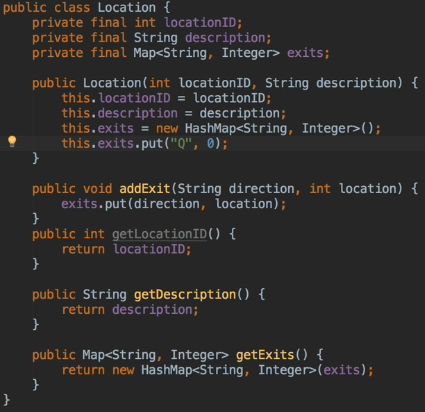 public class Location {
    private final int locationID;
    private final String description;
    private final Map<String, Integer> exits;
    public Location(int locationID, String description) {
        this.locationID = locationID;
        this.description = description;
        this.exits = new HashMap<String, Integer>();
        this.exits.put("Q", 0);
    }
    public void addExit(String direction, int location) {
        exits.put(direction, location);
    }
    public int getLocationID() {
        return locationID;
    }
    public String getDescription() {
        return description;
    }
    public Map<String, Integer> getExits() {
        return new HashMap<String, Integer>(exits);
    }
}